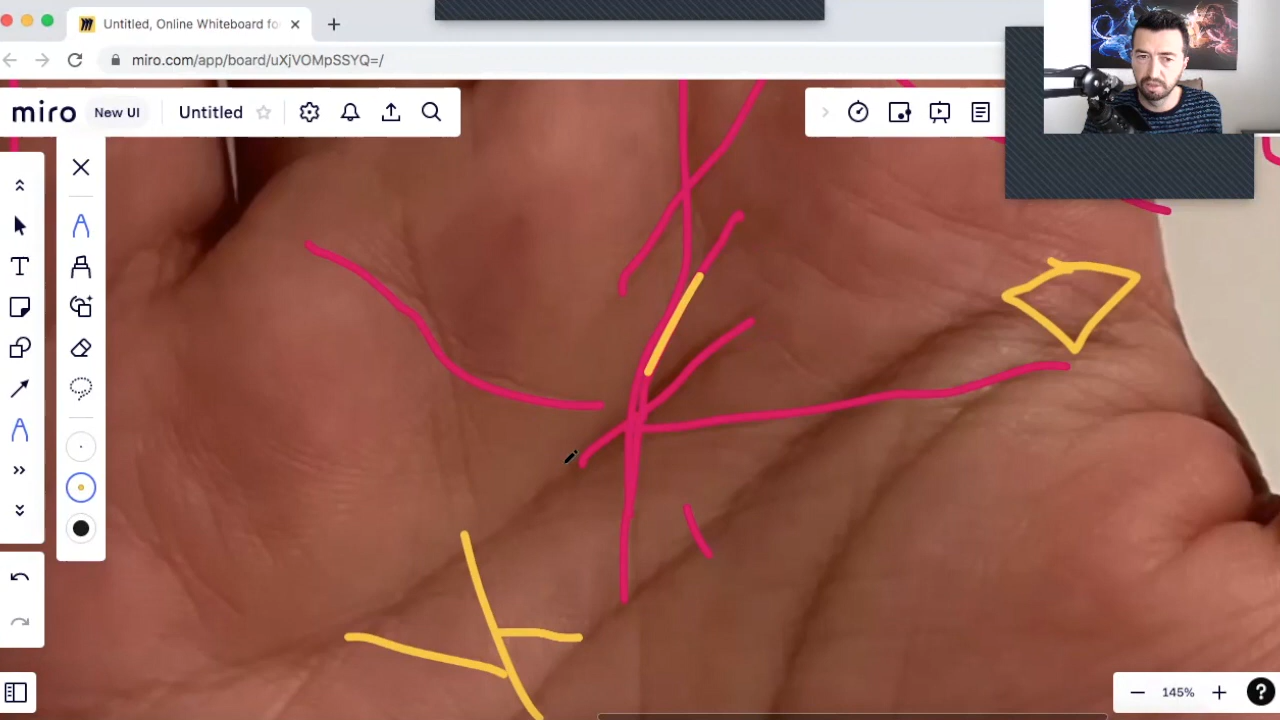 Untitled, Online Whiteboard fo
miro.com/app/board/uXjVOMpSSYQ=/
miro
New UI
Untitled
T
145%
?